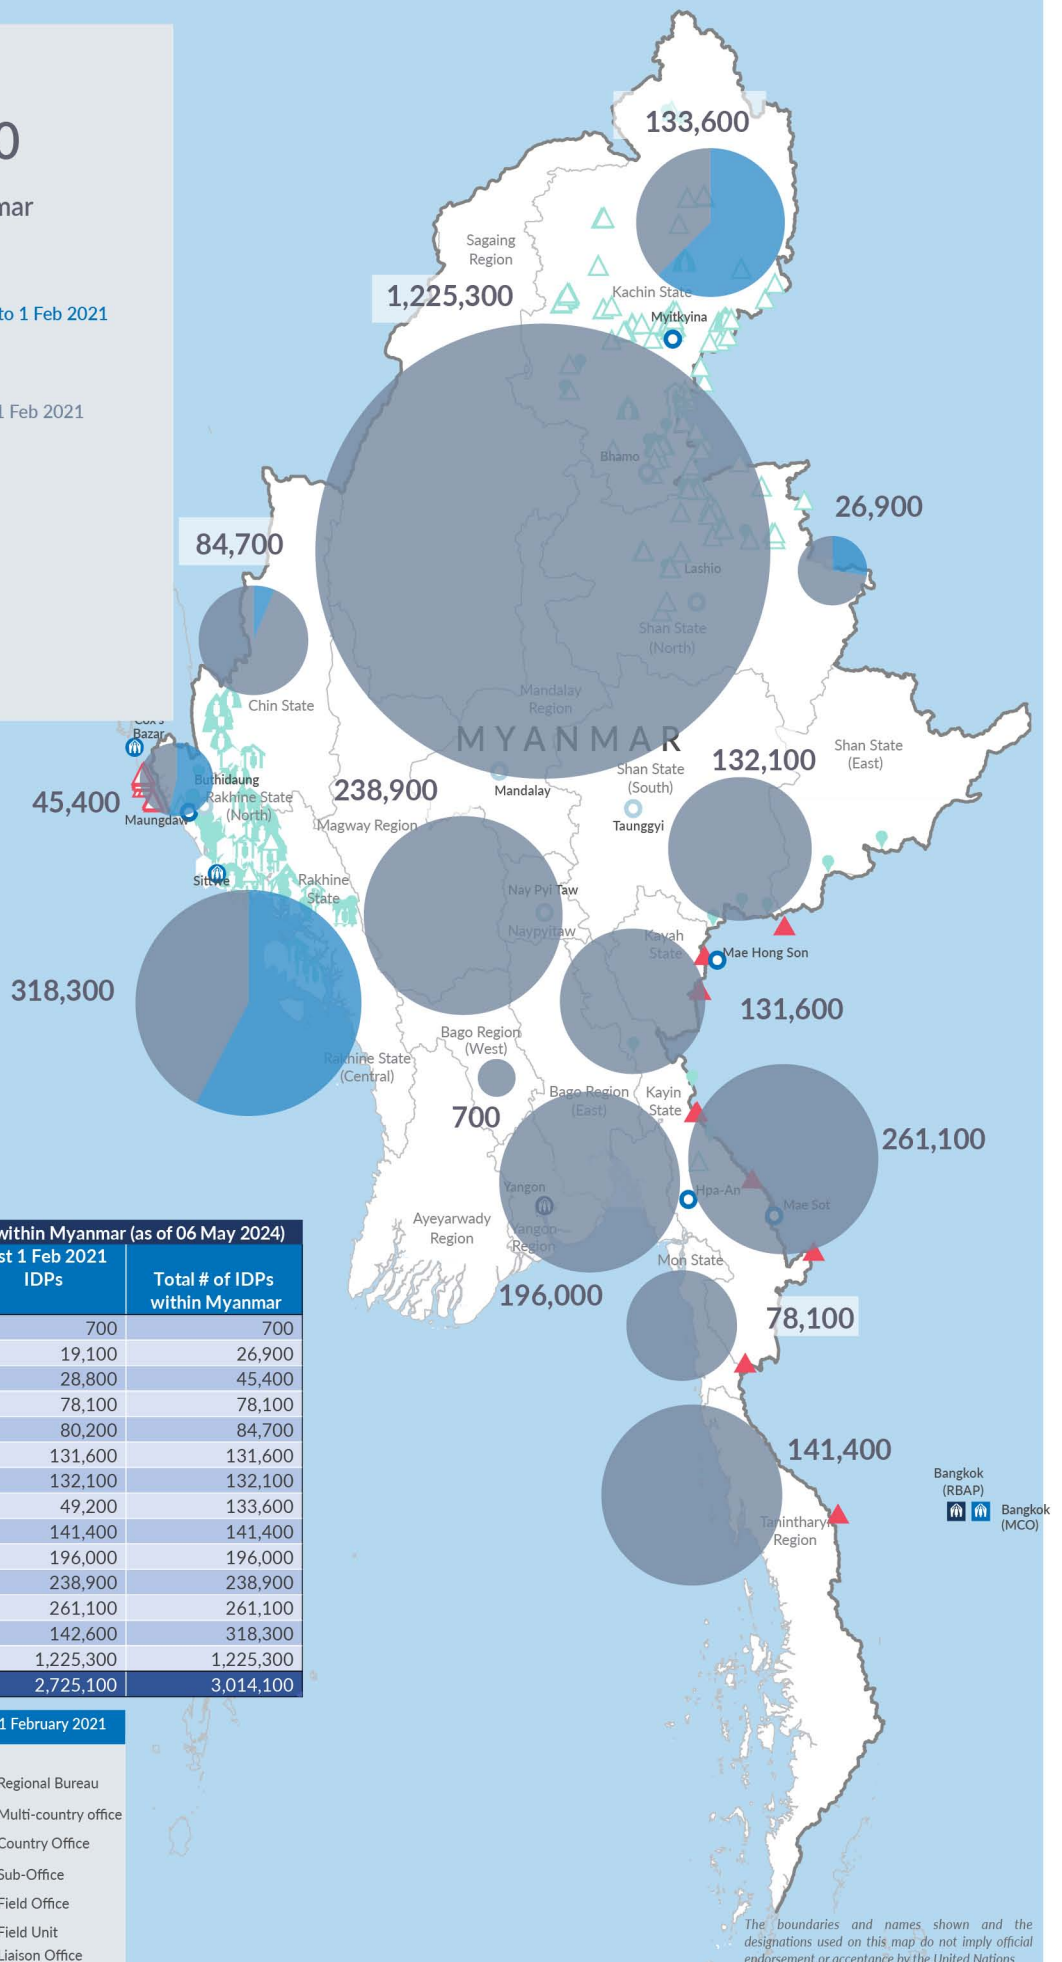 0
mar
to 1 Feb 2021
1 Feb 2021
133,600
Sagaing
Region
1,225,300
Kachin State
Myitkyina
Bhamo
26,900
84,700
Lashio
Shan State
(North)
Mandalay
Region
Chin State
Cox's
Bazar
MYANMAR
132,100
Shan State
(East)
Shan State
(South)
Buthidaung
45,400
Rakhine State
(North)
238,900
Mandalay
Maungdaw
Magway Region
Taunggyi
Sittwe
Rakhine
State
Nay Pyi Taw
Naypyitaw
Kayah
State
Mae Hong Son
318,300
131,600
Bago Region
(West)
Rakhine State
(Central)
Bago Region
(East)
Kayin
State
700
261,100
Yangon
Hpa-An
Mae Sot
Ayeyarwady
Region
Yangon
Region
Mon State
196,000
78,100
within Myanmar (as of 06 May 2024)
st 1 Feb 2021
IDPs
Total # of IDPs
within Myanmar
700 700
19,100 26,900
28,800 45,400
78,100 78,100
80,200 84,700
131,600 131,600
132,100 132,100
49,200 133,600
141,400 141,400
196,000 196,000
238,900 238,900
261,100 261,100
142,600 318,300
1,225,300 1,225,300
2,725,100 3,014,100
141,400
Bangkok
(RBAP)
Bangkok
(MCO)
Tanintharyi
Region
1 February 2021
Regional Bureau
Multi-country office
Country Office
Sub-Office
Field Office
Field Unit
Liaison Office
The boundaries and names shown and the
designations used on this map do not imply official
endorsement or acceptance by the United Nations